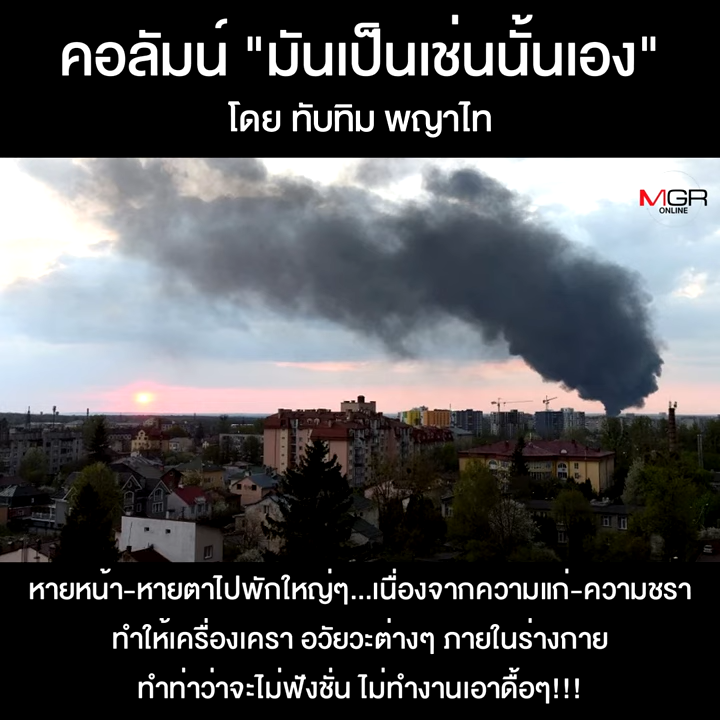 คอลัมน์ "มันเป็นเช่นนั้นเอง"
โดย ทับทิม พญาไท
MGR
ONLINE
หายหน้า-หายตาไปพักใหญ่ๆ...เนื่องจากความแก่-ความชรา
ทำให้เครื่องเครา อวัยวะต่างๆ ภายในร่างกาย
ทำท่าว่าจะไม่ฟังชั่น ไม่ทำงานเอาดื้อๆ!!!